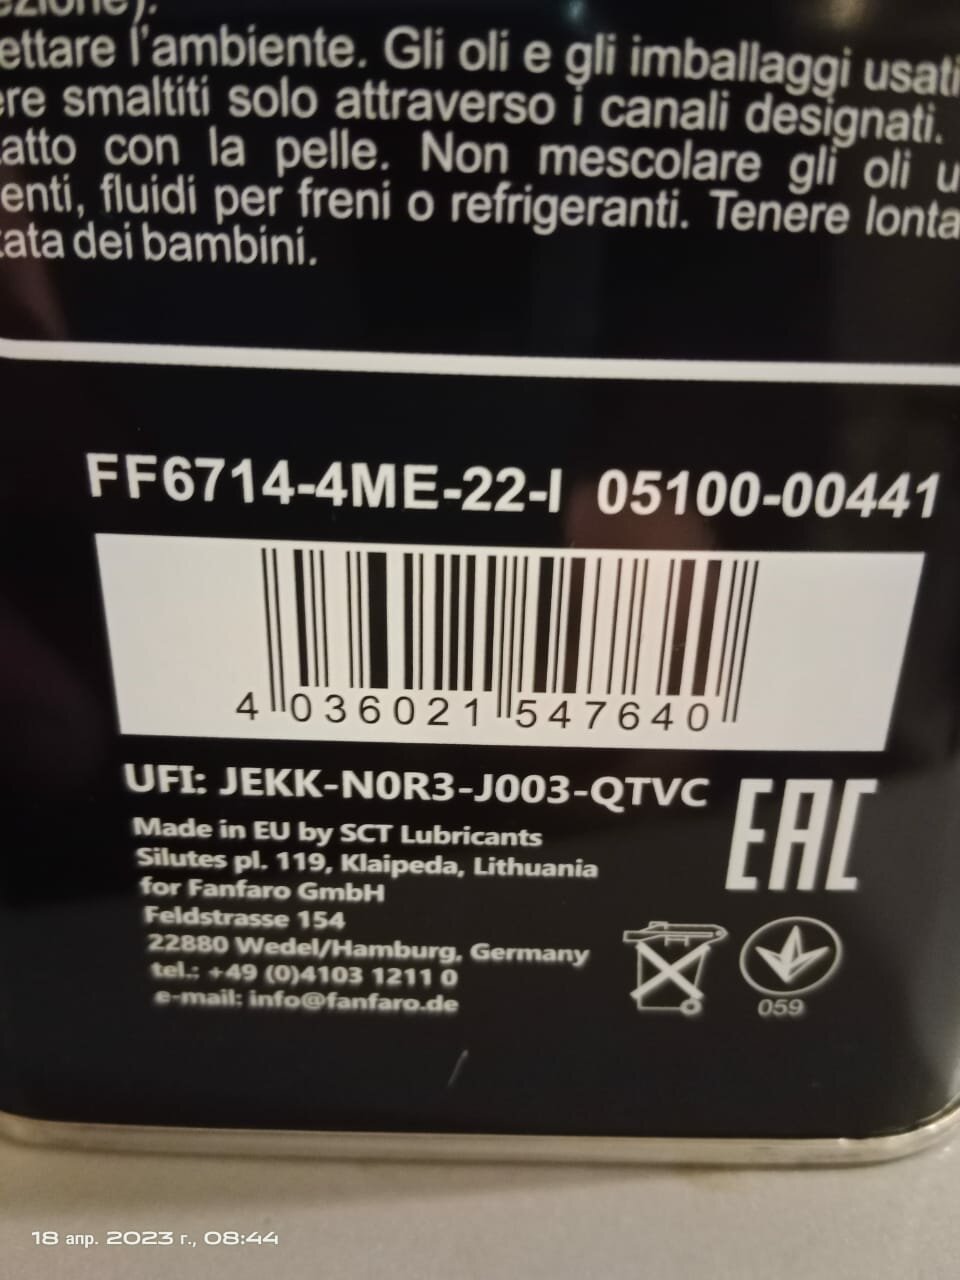 ezione).
ettare l'ambiente. Gli oli e gli imballaggi usati
ere smaltiti solo attraverso i canali designati.
tatto con la pelle. Non mescolare gli oli u
enti, fluidi per freni o refrigeranti. Tenere lonta
tata dei bambini.
FF6714-4ME-22-I 05100-00441
4 036021 547640
UFI: JEKK-N0R3-J003-QTVC
EAC
Made in EU by SCT Lubricants
Silutes pl. 119, Klaipeda, Lithuania
for Fanfaro GmbH
Feldstrasse 154
22880 Wedel/Hamburg, Germany
tel.: +49 (0)4103 1211 0
e-mail: info@fanfaro.de
059
18 апр. 2023 г., 08:44